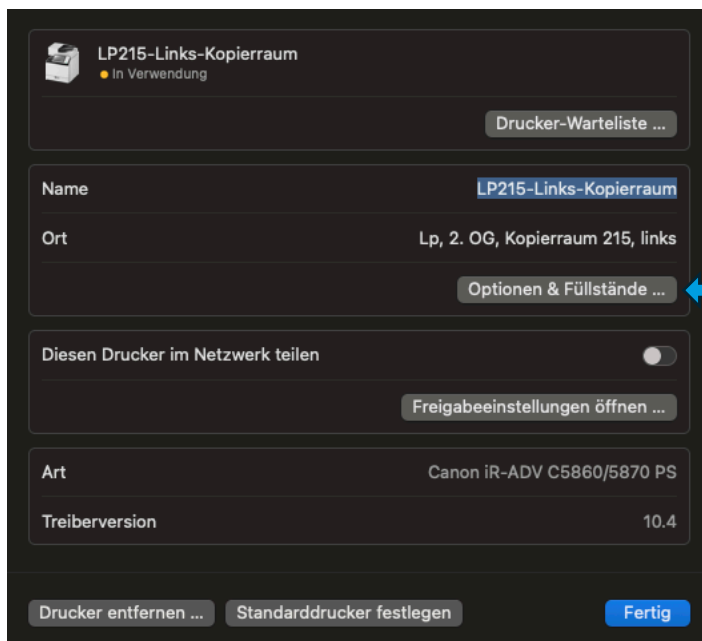 LP215-Links-Kopierraum
In Verwendung
Drucker-Warteliste ...
Name LP215-Links-Kopierraum
Ort Lp, 2. OG, Kopierraum 215, links
Optionen & Füllstände ...
Diesen Drucker im Netzwerk teilen
Freigabeeinstellungen öffnen ...
Art Canon iR-ADV C5860/5870 PS
Treiberversion 10.4
Drucker entfernen ... Standarddrucker festlegen Fertig